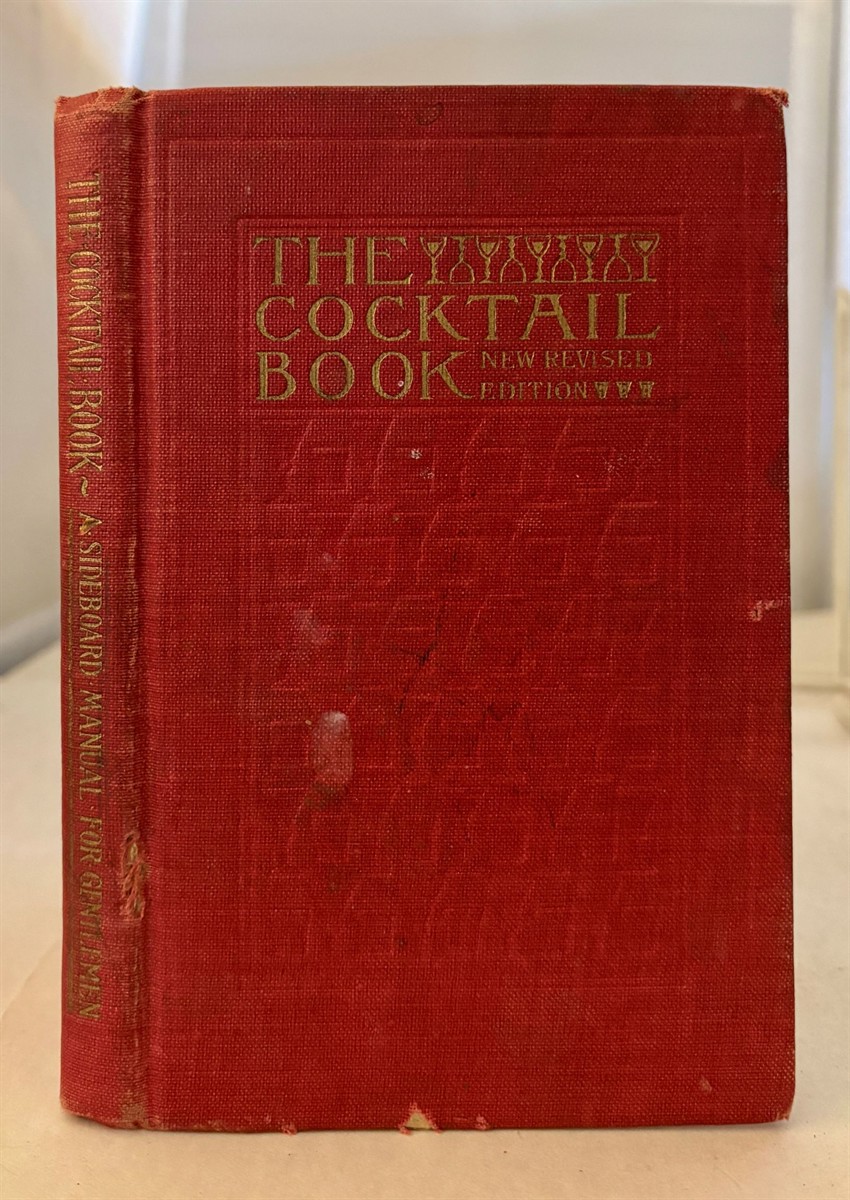 THE
COCKTAIL
BOOK NEW REVISED
EDITION
THE COCKTAIL BOOK ~ A SIDEBOARD MANUAL FOR GENTLEMEN